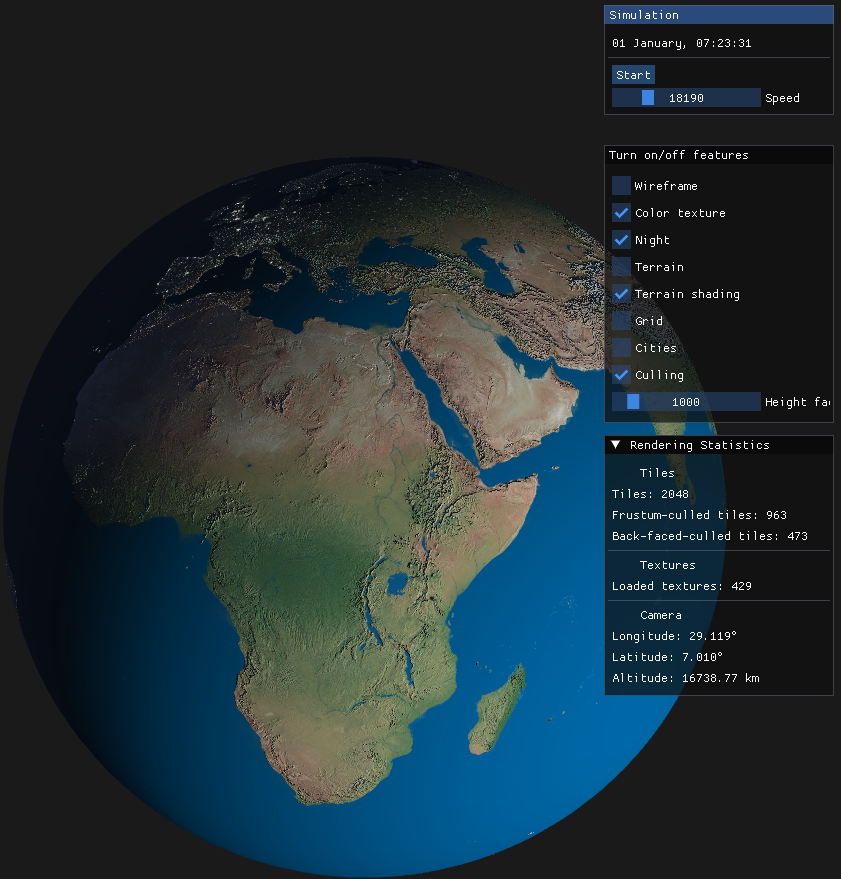 Simulation
01 January, 07:23:31
Start
18190 Speed
Turn on/off features
Wireframe
Color texture
Night
Terrain
Terrain shading
Grid
Cities
Culling
1000 Height fa
Rendering Statistics
Tiles
Tiles: 2048
Frustum-culled tiles: 963
Back-faced-culled tiles: 473
Textures
Loaded textures: 429
Camera
Longitude: 29.119°
Latitude: 7.010°
Altitude: 16738.77 km